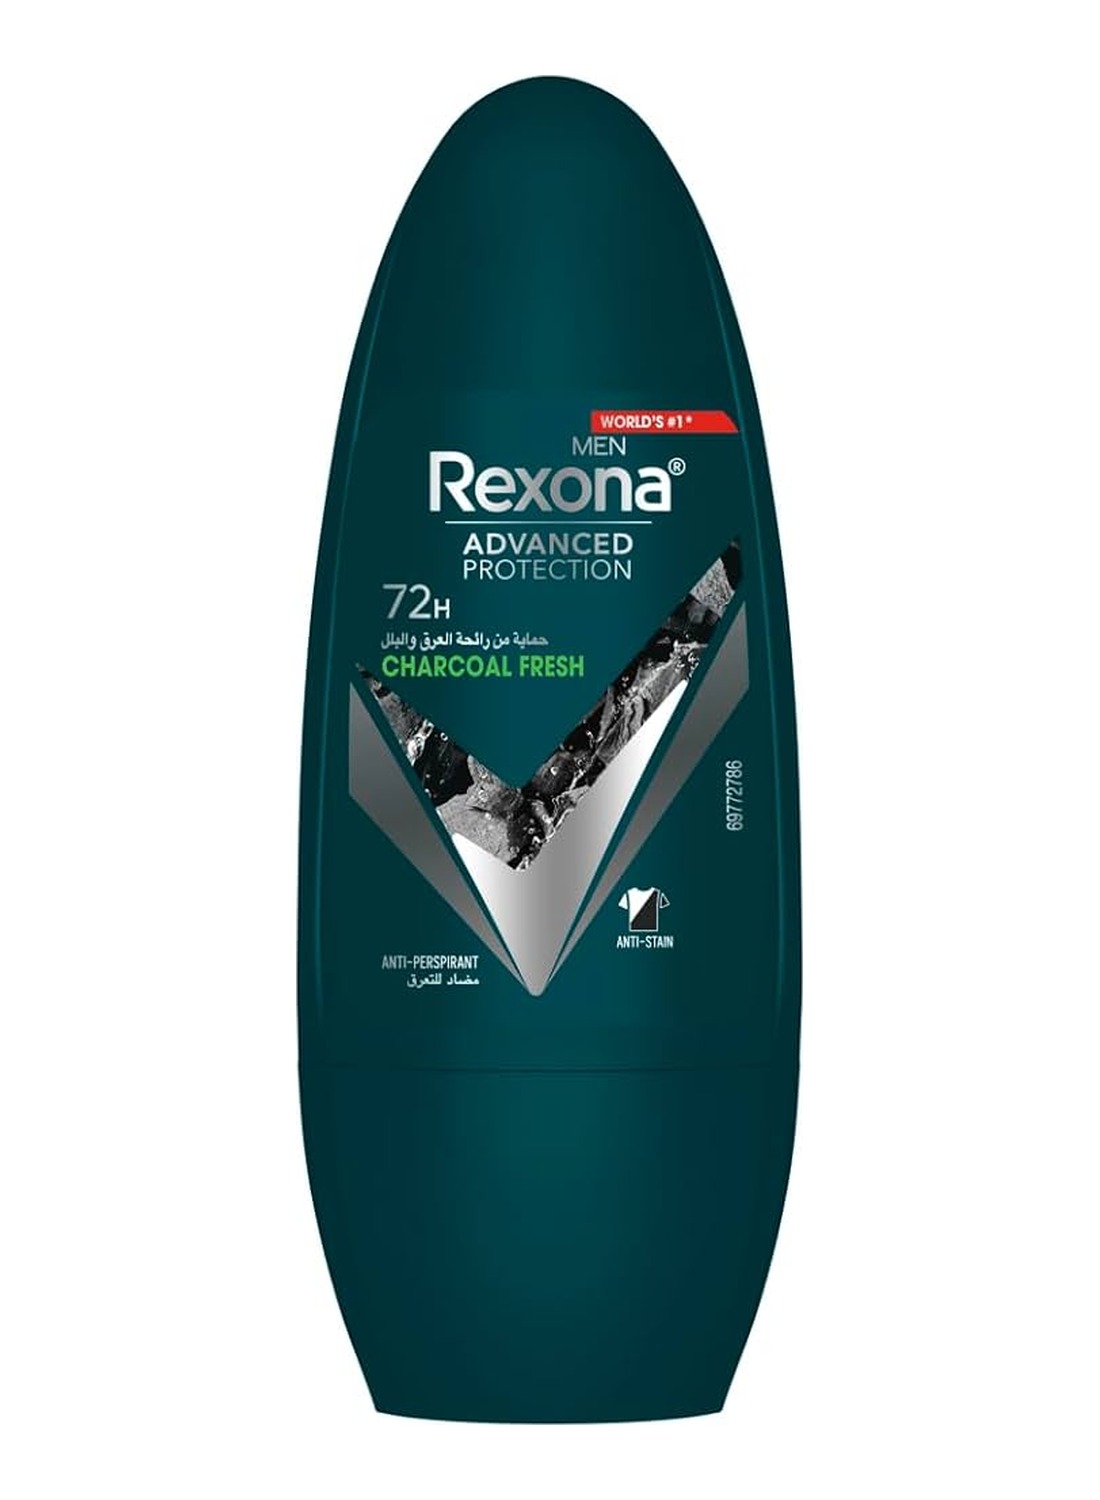 WORLD'S #1*
MEN
Rexona®
ADVANCED
PROTECTION
72H
حماية من رائحة العرق والبلل
CHARCOAL FRESH
69772786
ANTI-STAIN
ANTI-PERSPIRANT
مضاد للتعرق